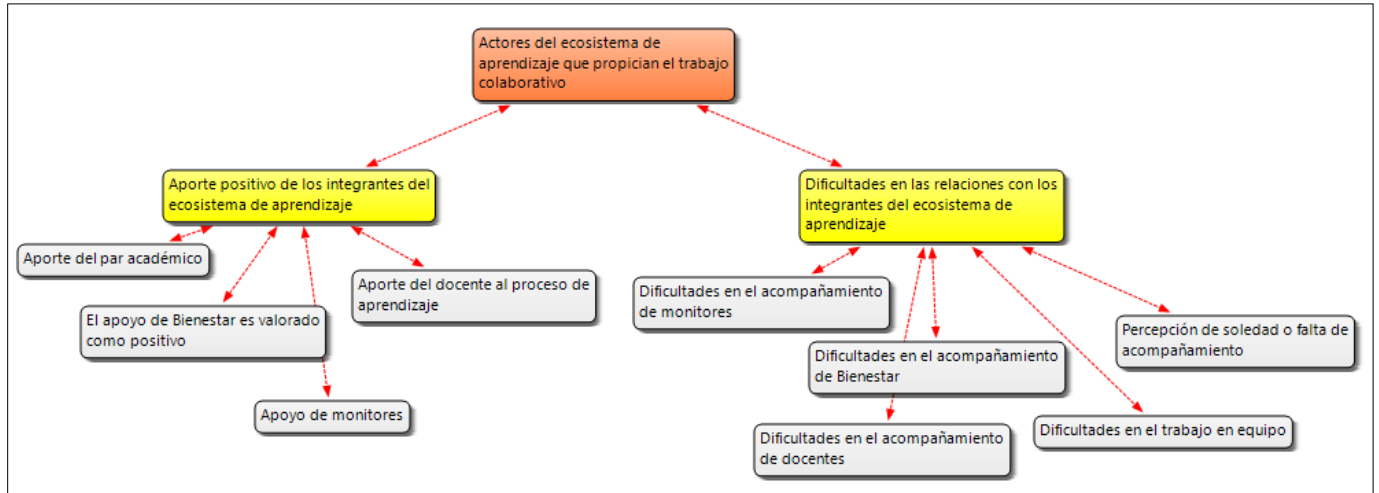 Actores del ecosistema de
aprendizaje que propician el trabajo
colaborativo
Aporte positivo de los integrantes del
ecosistema de aprendizaje
Dificultades en las relaciones con los
integrantes del ecosistema de
aprendizaje
Aporte del par académico
El apoyo de Bienestar es valorado
como positivo
Aporte del docente al proceso de
aprendizaje
Apoyo de monitores
Dificultades en el acompañamiento
de monitores
Dificultades en el acompañamiento
de Bienestar
Dificultades en el acompañamiento
de docentes
Dificultades en el trabajo en equipo
Percepción de soledad o falta de
acompañamiento